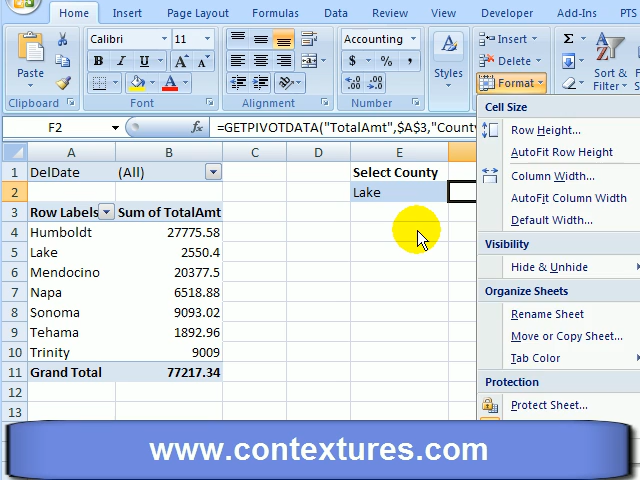 Home Insert Page Layout Formulas Data Review View Developer Add-Ins PTS
Paste
Calibri 11
B I U
Accounting
$ % ,
Styles
Insert
Delete
Format
Σ
Sort &
Filter
Clipboard Font Alignment Number
F2 fx =GETPIVOTDATA("TotalAmt",$A$3,"County
A B C D E
1 DelDate (All) Select County
2 Lake
3 Row Labels Sum of TotalAmt
4 Humboldt 27775.58
5 Lake 2550.4
6 Mendocino 20377.5
7 Napa 6518.88
8 Sonoma 9093.02
9 Tehama 1892.96
10 Trinity 9009
11 Grand Total 77217.34
12
13
Cell Size
Row Height...
AutoFit Row Height
Column Width...
AutoFit Column Width
Default Width...
Visibility
Hide & Unhide
Organize Sheets
Rename Sheet
Move or Copy Sheet...
Tab Color
Protection
Protect Sheet...
www.contextures.com